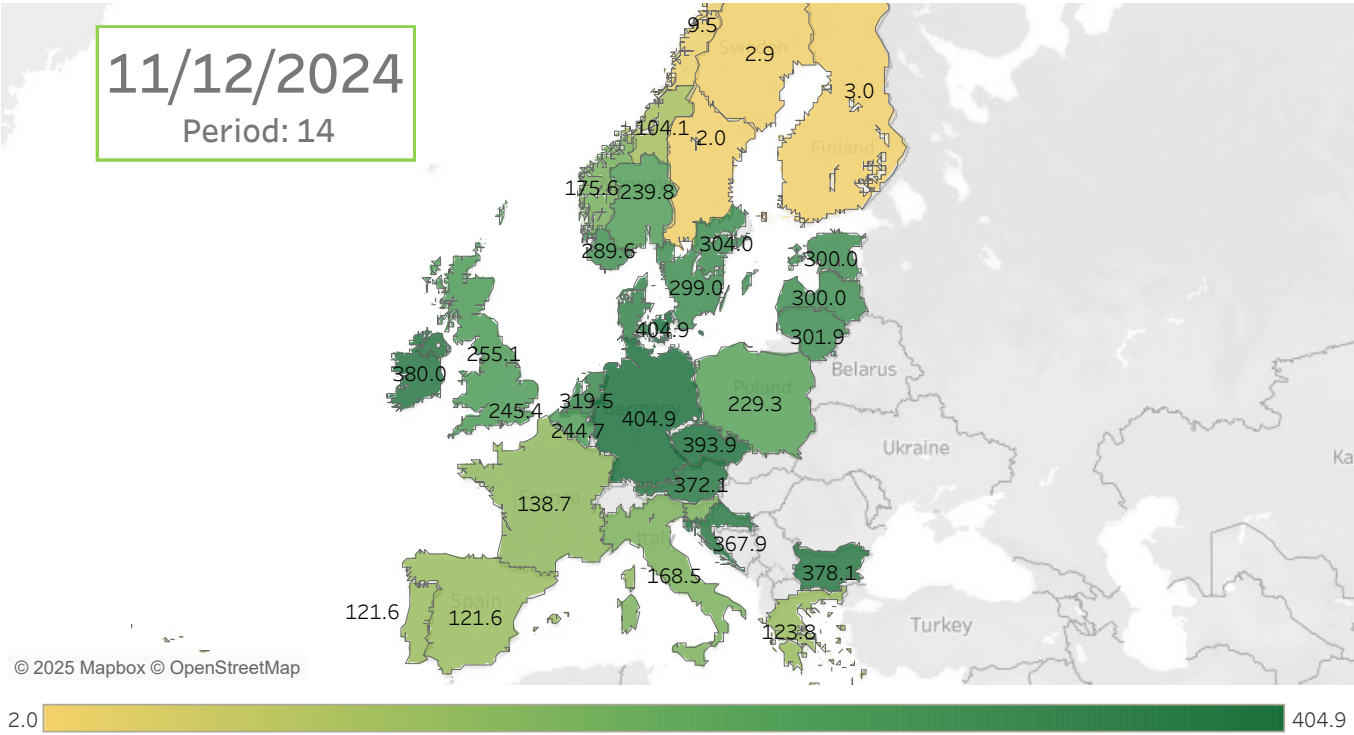 11/12/2024
Period: 14
9.5
Sweden
2.9
3.0
104.1
2.0
Finland
175.6
239.8
289.6
304.0
300.0
299.0
300.0
404.9
301.9
255.1
380.0
Belarus
Poland
319.5
229.3
245.4
Germany
404.9
244.7
393.9
Ukraine
Ka
372.1
France
138.7
Italy
367.9
168.5
378.1
Spain
121.6
121.6
123.8
Turkey
© 2025 Mapbox © OpenStreetMap
2.0
404.9